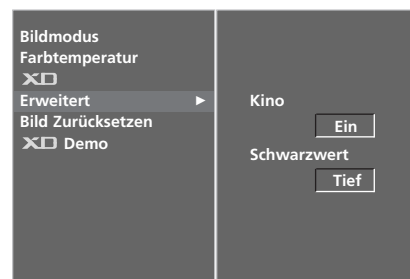 Bildmodus
Farbtemperatur
XD
Erweitert ►
Bild Zurücksetzen
XD Demo
Kino
Ein
Schwarzwert
Tief